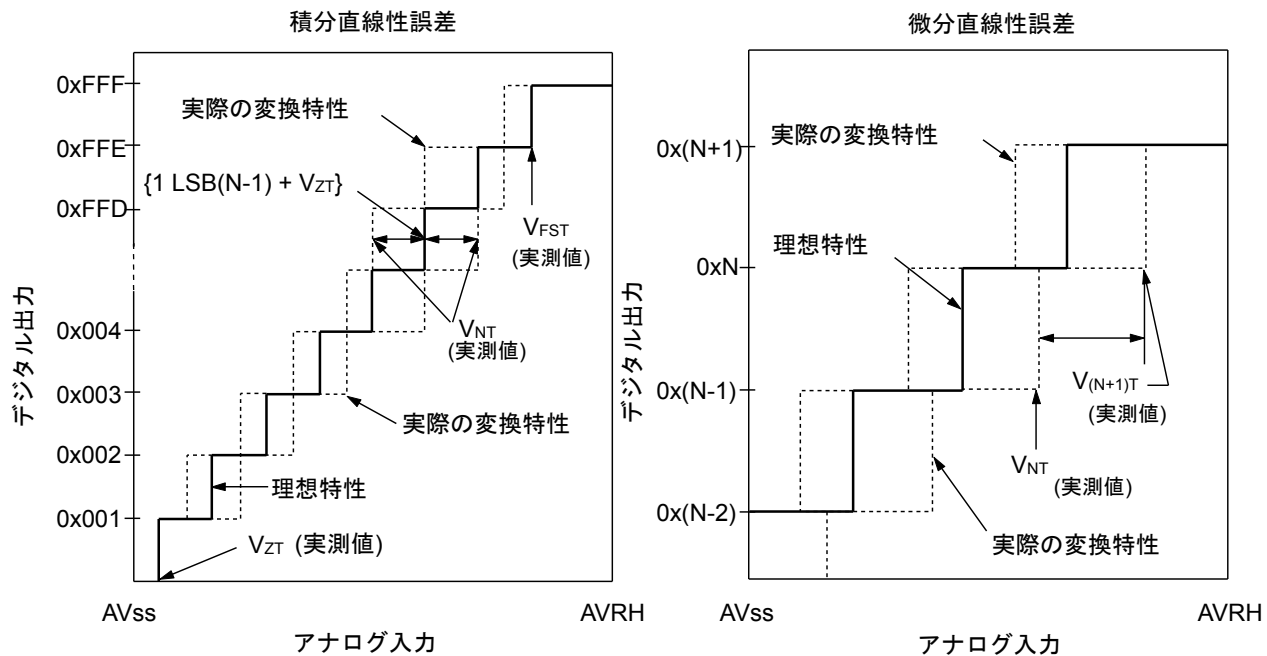 積分直線性誤差
0xFFF
実際の変換特性
0xFFE
{1 LSB(N-1) + VZT}
0xFFD
VFST
(実測値)
デジタル出力
0x004
VNT
(実測値)
0x003
実際の変換特性
0x002
理想特性
0x001
VZT (実測値)
AVss
AVRH
アナログ入力
微分直線性誤差
実際の変換特性
0x(N+1)
理想特性
0xN
デジタル出力
V(N+1)T
(実測値)
0x(N-1)
VNT
(実測値)
0x(N-2)
実際の変換特性
AVss
AVRH
アナログ入力